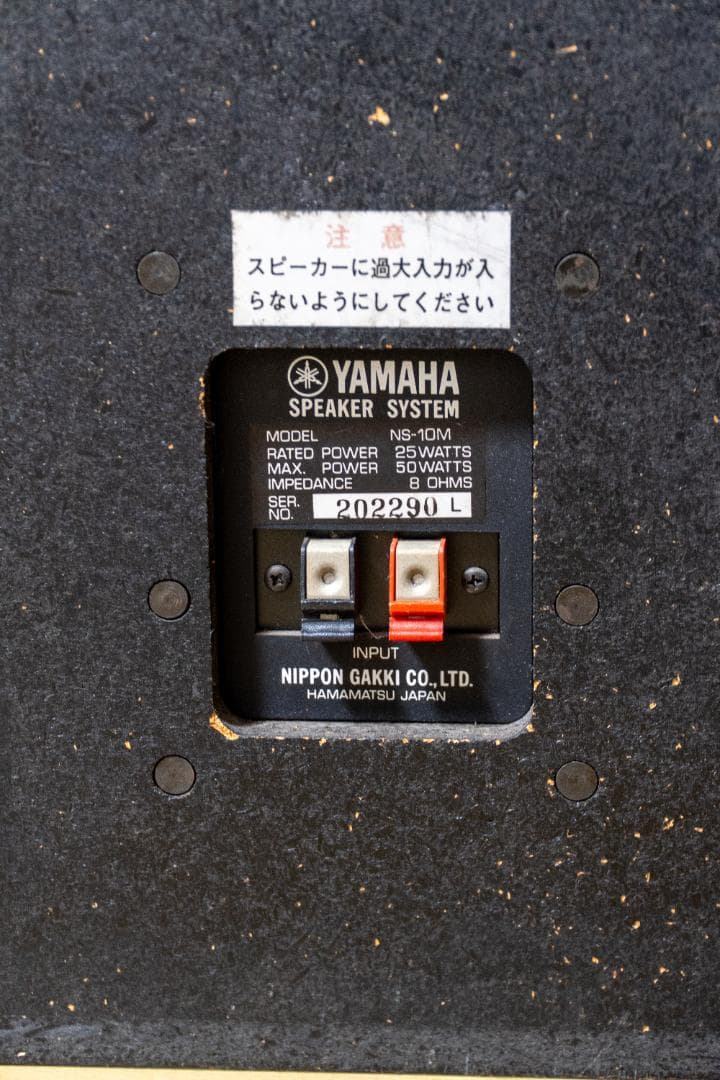 注 意
スピーカーに過大入力が入
らないようにしてください
YAMAHA
SPEAKER SYSTEM
MODEL NS-10M
RATED POWER 25 WATTS
MAX. POWER 50 WATTS
IMPEDANCE 8 OHMS
SER. NO. 202290 L
INPUT
NIPPON GAKKI CO., LTD.
HAMAMATSU JAPAN